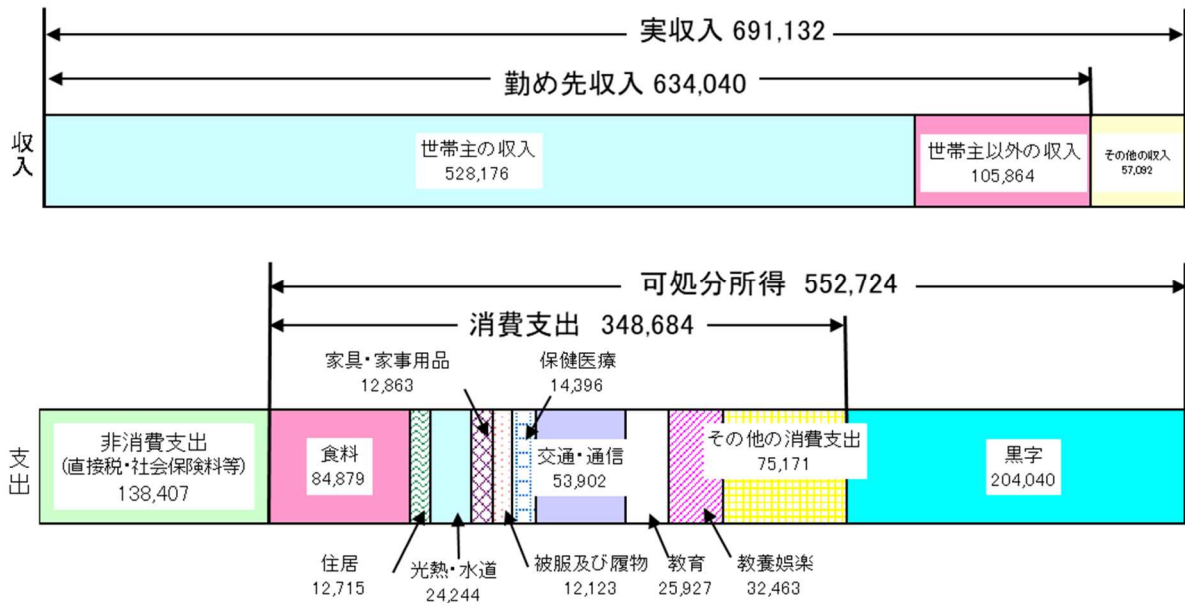 実収入 691,132
勤め先収入 634,040
収入
世帯主の収入
528,176
世帯主以外の収入
105,864
その他の収入
57,092
可処分所得 552,724
消費支出 348,684
家具・家事用品
12,863
保健医療
14,396
支出
非消費支出
(直接税・社会保険料等)
138,407
食料
84,879
交通・通信
53,902
その他の消費支出
75,171
黒字
204,040
住居
12,715
光熱・水道
24,244
被服及び履物
12,123
教育
25,927
教養娯楽
32,463